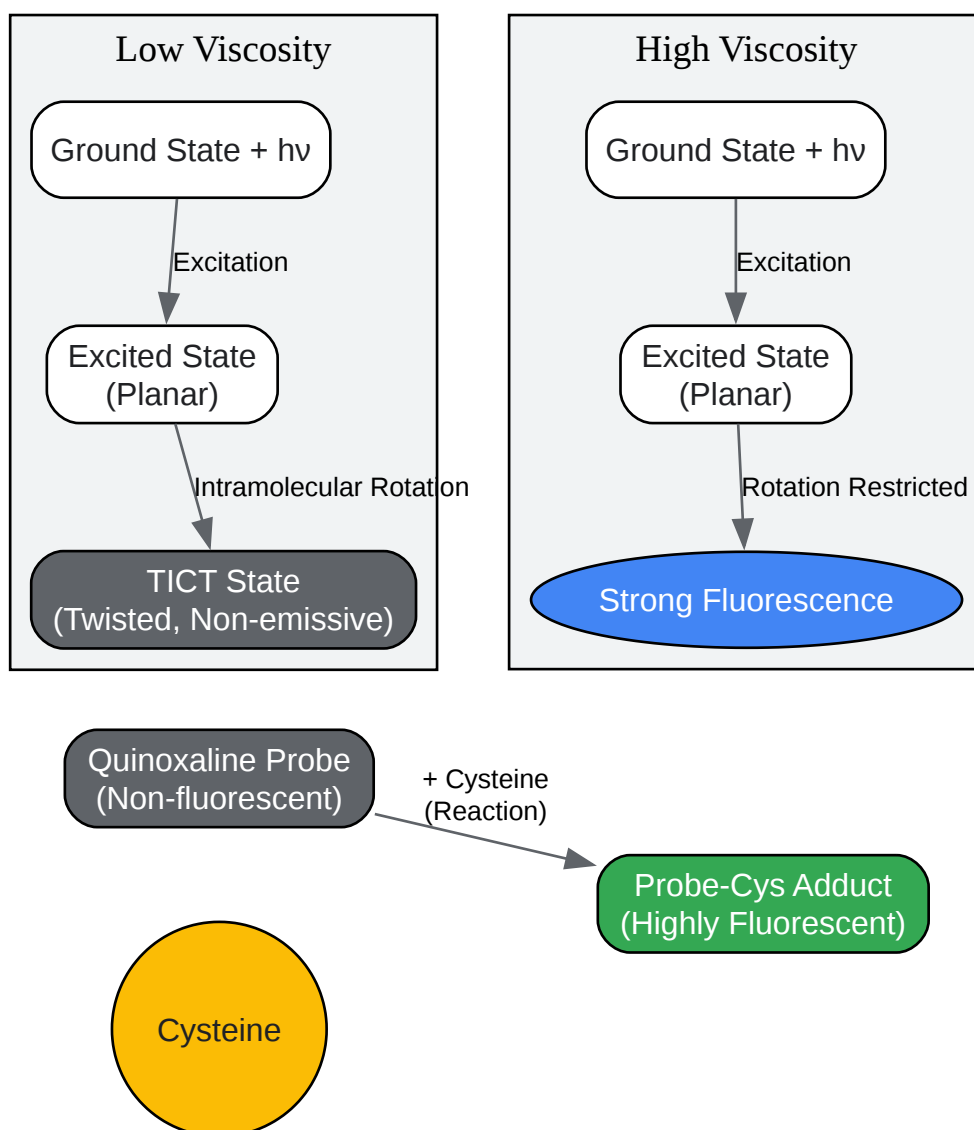 Low Viscosity
Ground State + hν
Excitation
Excited State
(Planar)
Intramolecular Rotation
TICT State
(Twisted, Non-emissive)
High Viscosity
Ground State + hν
Excitation
Excited State
(Planar)
Rotation Restricted
Strong Fluorescence
Quinoxaline Probe
(Non-fluorescent)
+ Cysteine
(Reaction)
Probe-Cys Adduct
(Highly Fluorescent)
Cysteine